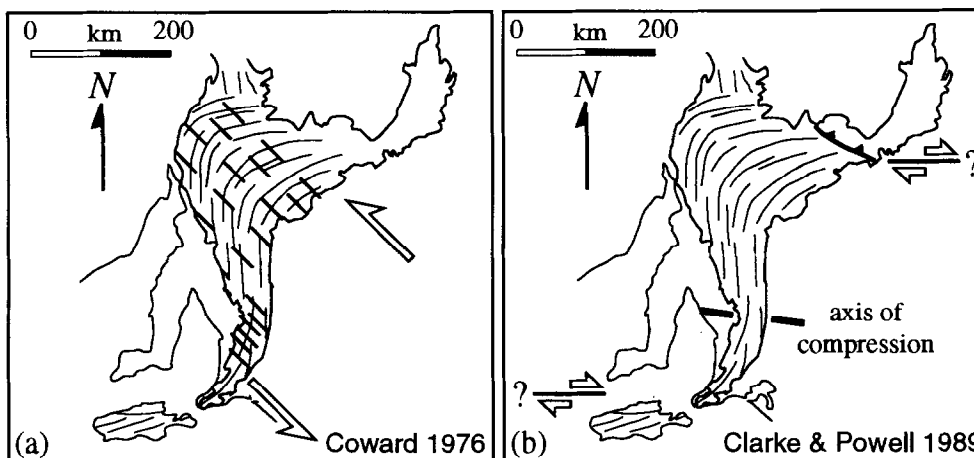 0 km 200
N
(a)
Coward 1976
0 km 200
N
?
axis of
compression
?
(b)
Clarke & Powell 1989